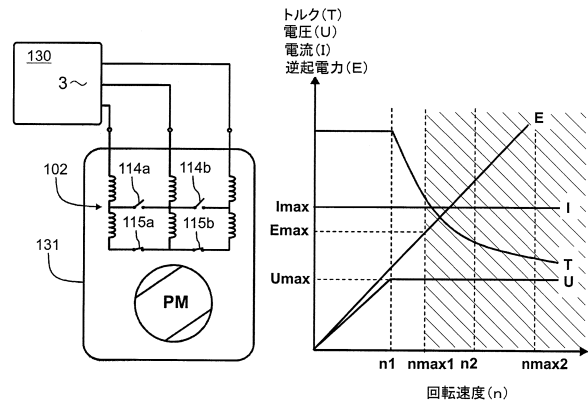 130
3～
114a
114b
102
115a
115b
131
PM
トルク(T)
電圧(U)
電流(I)
逆起電力(E)
E
Imax
I
Emax
T
Umax
U
n1
nmax1
n2
nmax2
回転速度(n)